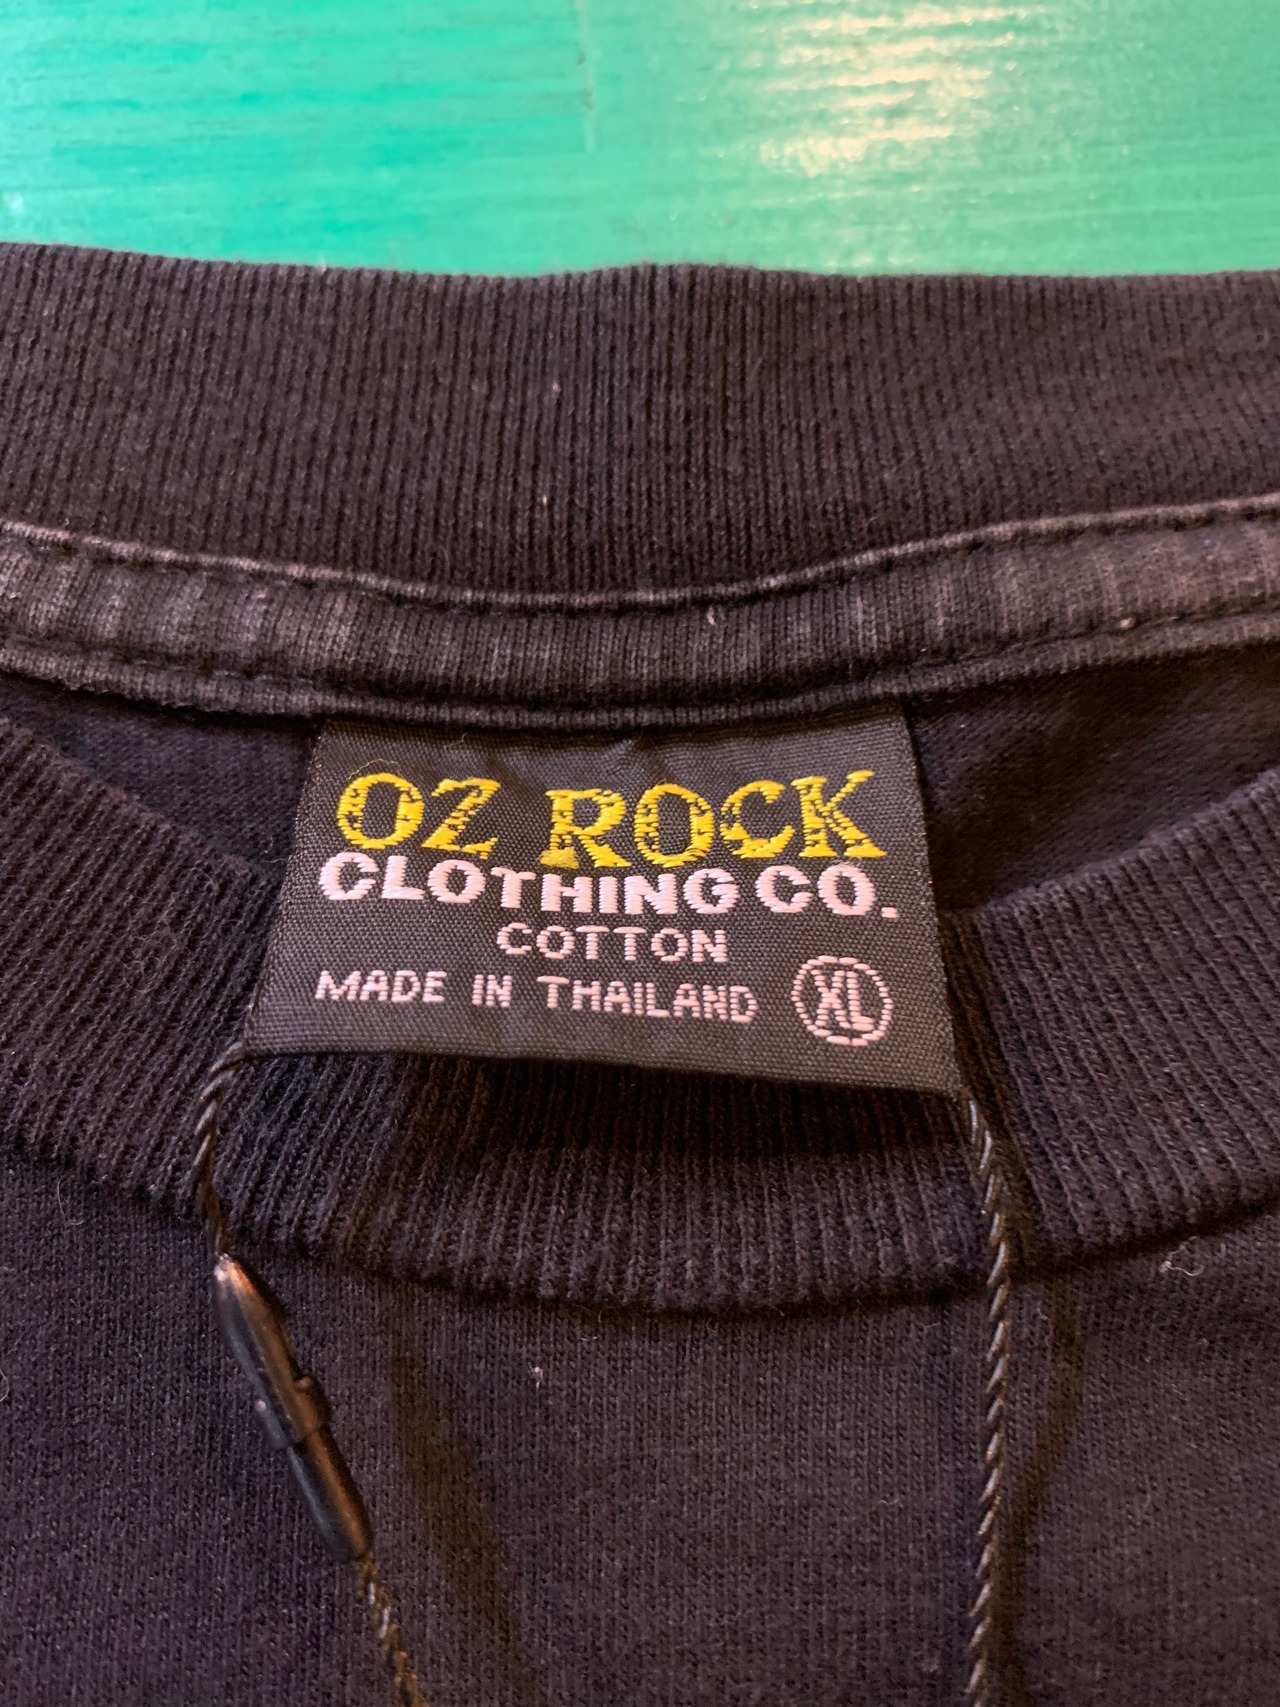 OZ ROCK
CLOTHING CO.
COTTON
MADE IN THAILAND XL